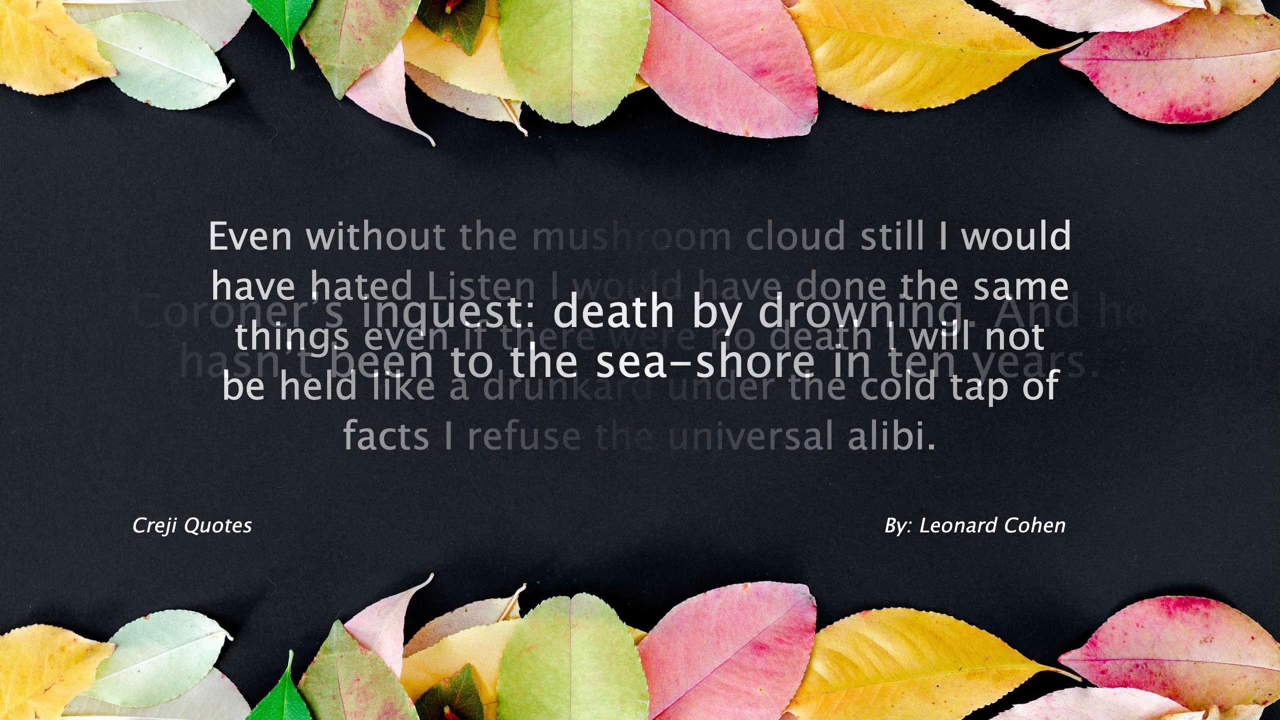 Even without the mushroom cloud still I would
have hated Listen I would have done the same
Coroner's inquest: death by drowning. And he
things even if there were no death I will not
hasn't been to the sea-shore in ten years.
be held like a drunkard under the cold tap of
facts I refuse the universal alibi.
Creji Quotes
By: Leonard Cohen